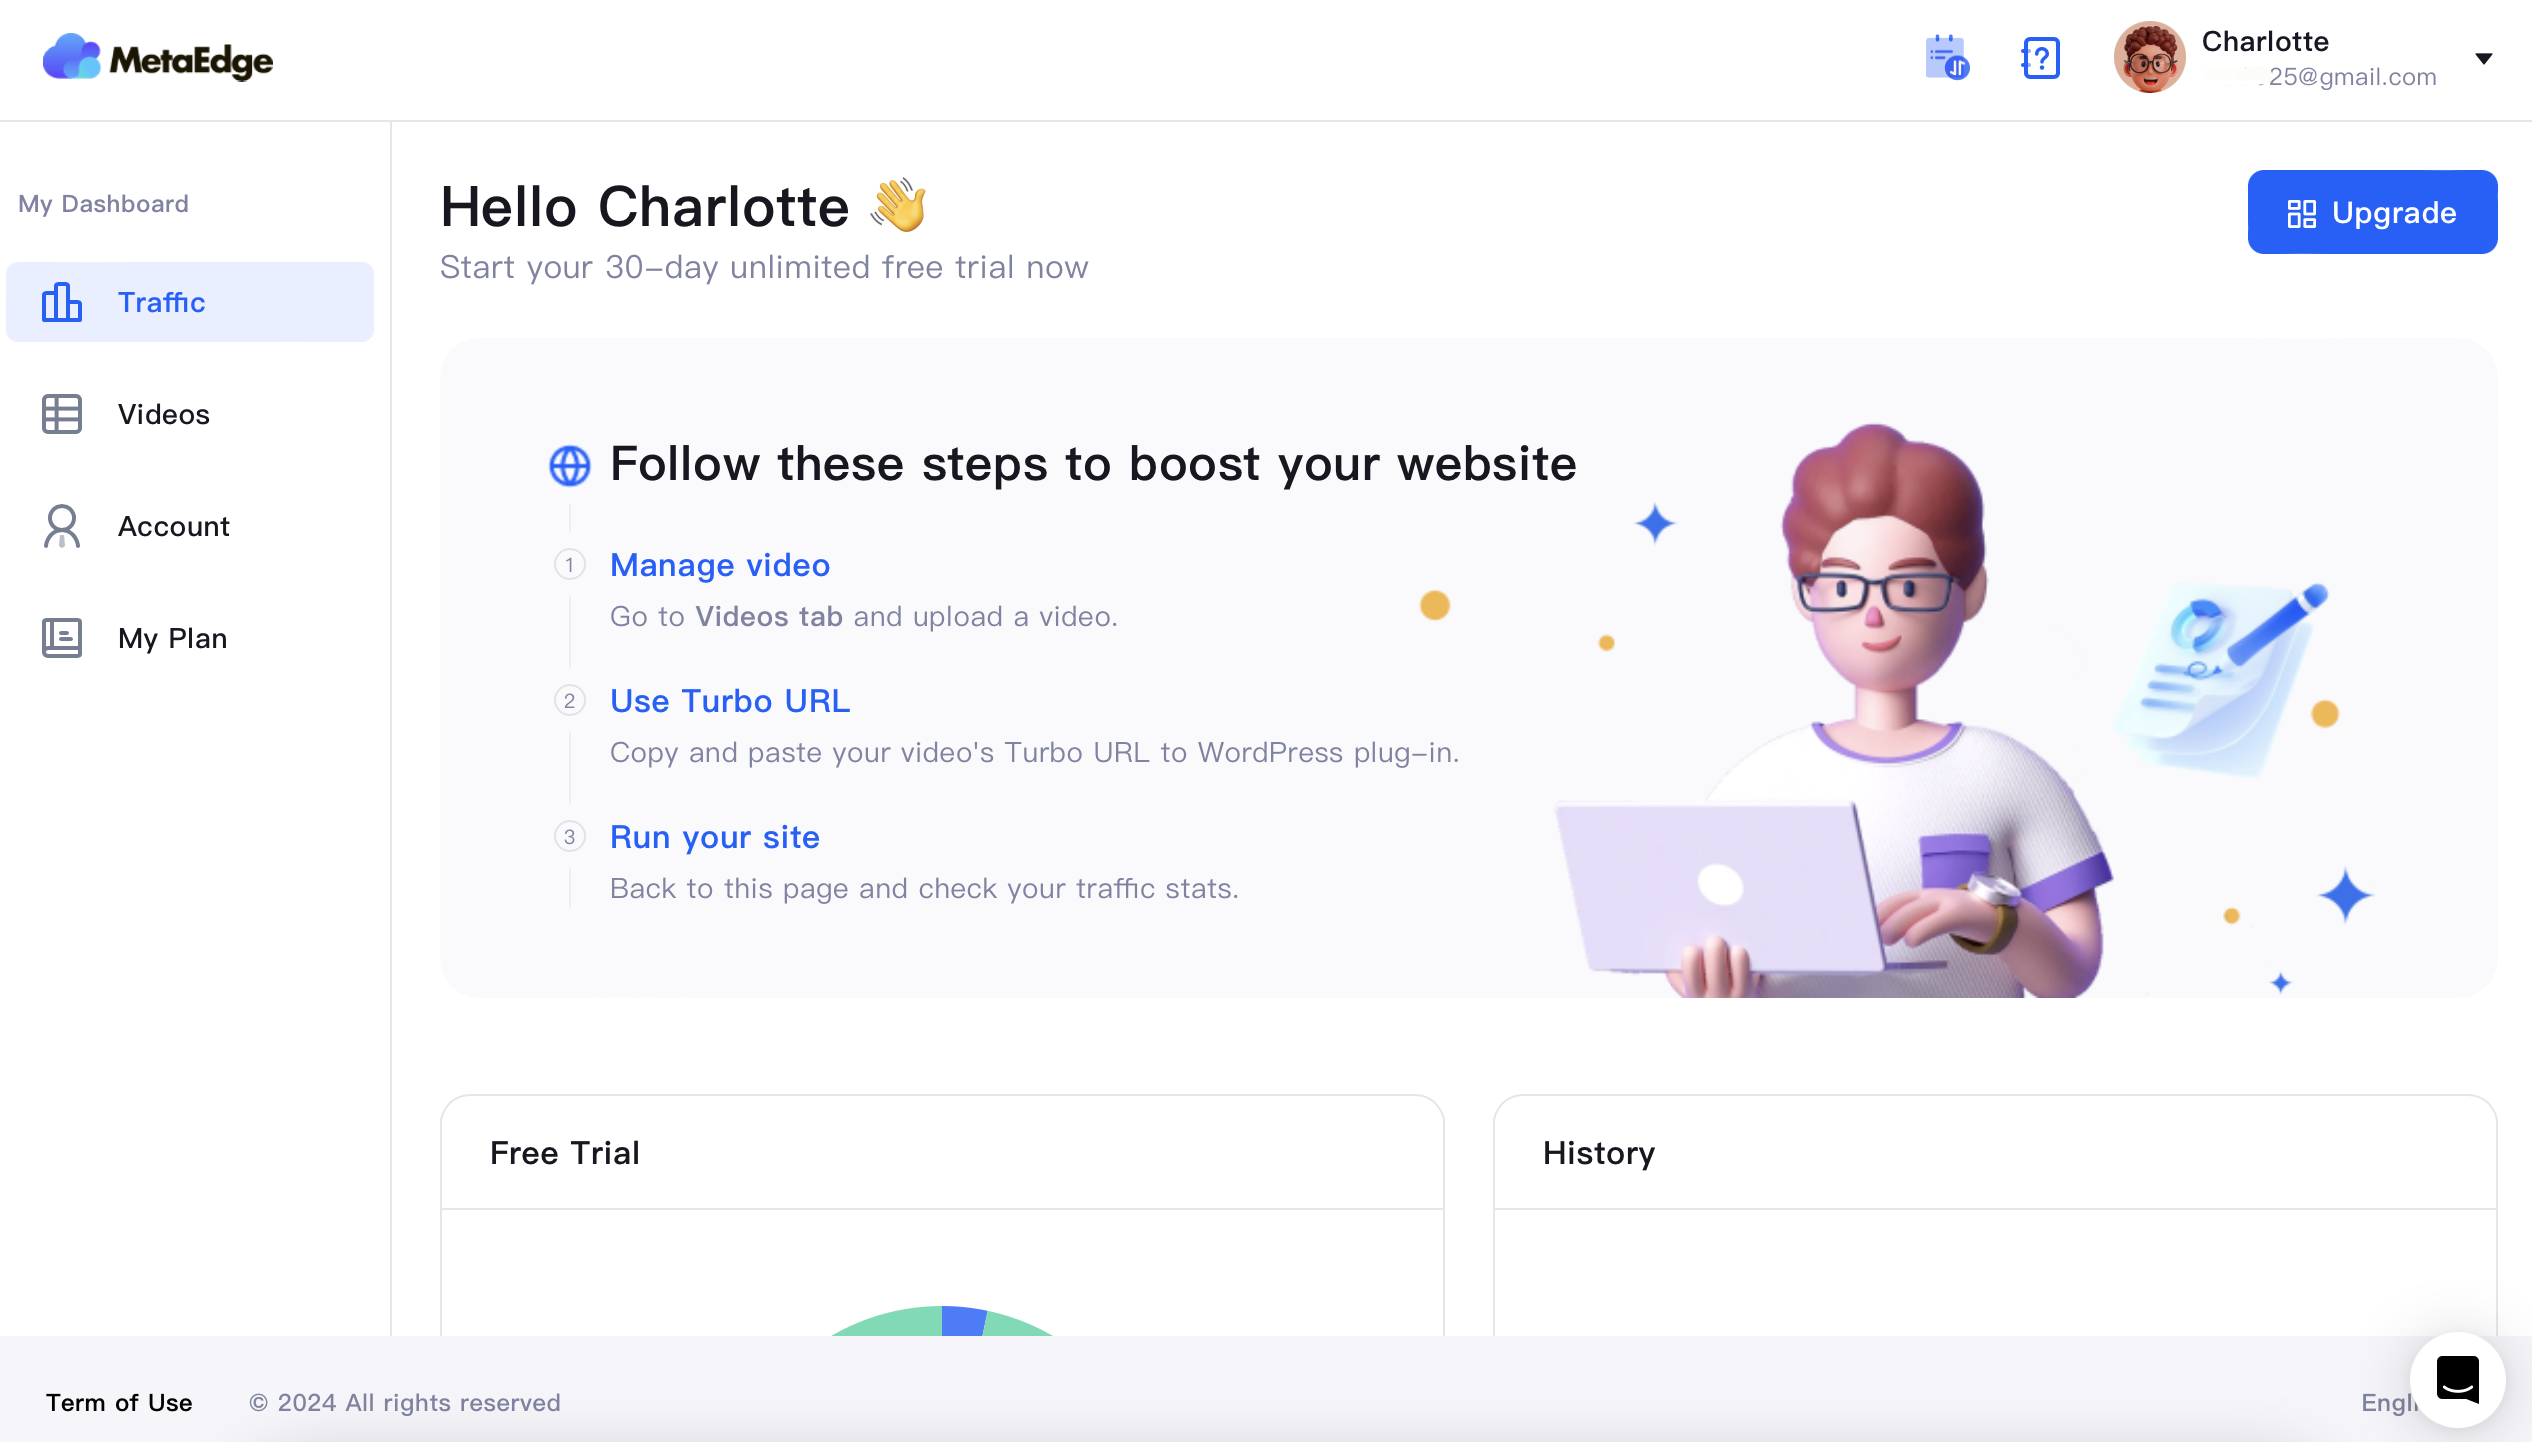 MetaEdge
Charlotte
25@gmail.com
My Dashboard
Traffic
Videos
Account
My Plan
Hello Charlotte 👋
Start your 30-day unlimited free trial now
Upgrade
Follow these steps to boost your website
1 Manage video
Go to Videos tab and upload a video.
2 Use Turbo URL
Copy and paste your video's Turbo URL to WordPress plug-in.
3 Run your site
Back to this page and check your traffic stats.
Free Trial
History
Term of Use
© 2024 All rights reserved